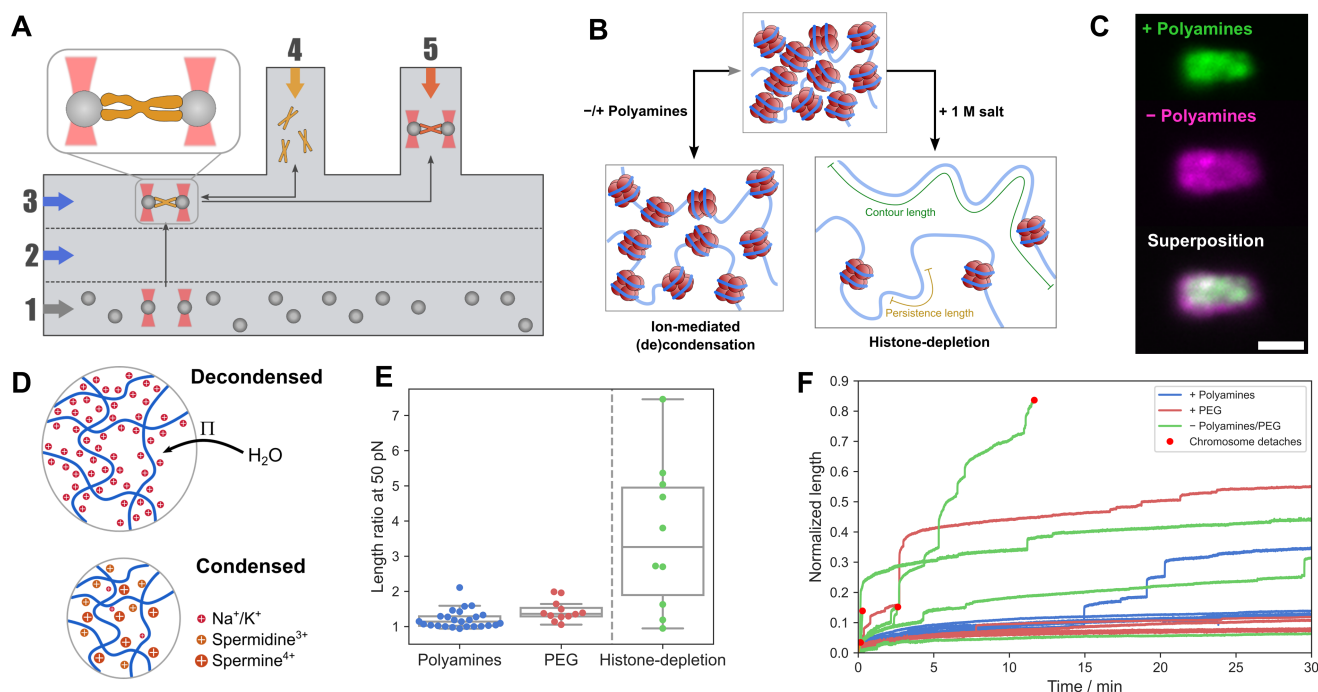 A
4
5
3
2
1
B
−/+ Polyamines
+ 1 M salt
Contour length
Persistence length
Ion-mediated
(de)condensation
Histone-depletion
C
+ Polyamines
− Polyamines
Superposition
D
Decondensed
Π
H₂O
Condensed
Na⁺/K⁺
Spermidine³⁺
Spermine⁴⁺
E
Length ratio at 50 pN
7
6
5
4
3
2
1
Polyamines
PEG
Histone-depletion
F
Normalized length
0.9
0.8
0.7
0.6
0.5
0.4
0.3
0.2
0.1
0.0
0
5
10
15
20
25
30
Time / min
+ Polyamines
+ PEG
− Polyamines/PEG
Chromosome detaches